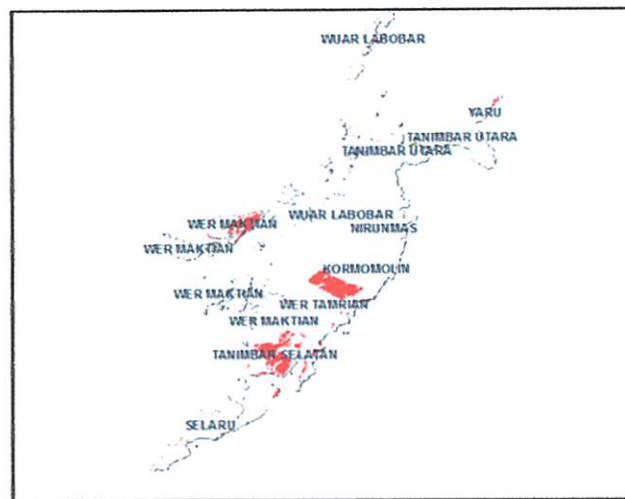 WUAR LABOBAR
YARU
TANIMBAR UTARA
TANIMBAR UTARA
WUAR LABOBAR
WER MAKTIAN
NIRUNMAS
WER MAKTIAN
KORMOMOLIN
WER MAKTIAN
WER TAMRIAN
WER MAKTIAN
TANIMBAR SELATAN
SELARU